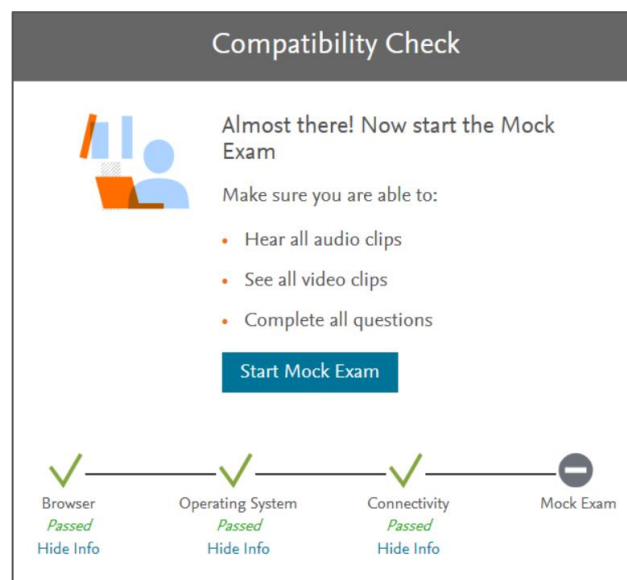 Compatibility Check
Almost there! Now start the Mock
Exam
Make sure you are able to:
• Hear all audio clips
• See all video clips
• Complete all questions
Start Mock Exam
Browser Operating System Connectivity Mock Exam
Passed Passed Passed
Hide Info Hide Info Hide Info